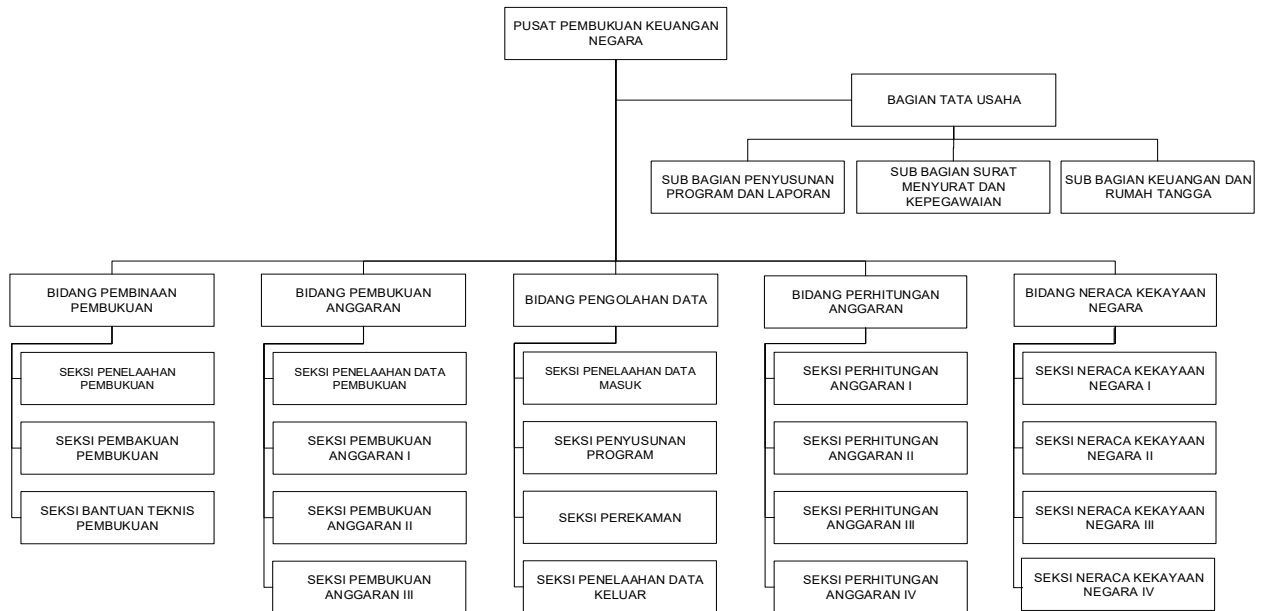 PUSAT PEMBUKUAN KEUANGAN
NEGARA
BAGIAN TATA USAHA
SUB BAGIAN PENYUSUNAN
PROGRAM DAN LAPORAN
SUB BAGIAN SURAT
MENYURAT DAN
KEPEGAWAIAN
SUB BAGIAN KEUANGAN DAN
RUMAH TANGGA
BIDANG PEMBINAAN
PEMBUKUAN
SEKSI PENELAAHAN
PEMBUKUAN
SEKSI PEMBAKUAN
PEMBUKUAN
SEKSI BANTUAN TEKNIS
PEMBUKUAN
BIDANG PEMBUKUAN
ANGGARAN
SEKSI PENELAAHAN DATA
PEMBUKUAN
SEKSI PEMBUKUAN
ANGGARAN I
SEKSI PEMBUKUAN
ANGGARAN II
SEKSI PEMBUKUAN
ANGGARAN III
BIDANG PENGOLAHAN DATA
SEKSI PENELAAHAN DATA
MASUK
SEKSI PENYUSUNAN
PROGRAM
SEKSI PEREKAMAN
SEKSI PENELAAHAN DATA
KELUAR
BIDANG PERHITUNGAN
ANGGARAN
SEKSI PERHITUNGAN
ANGGARAN I
SEKSI PERHITUNGAN
ANGGARAN II
SEKSI PERHITUNGAN
ANGGARAN III
SEKSI PERHITUNGAN
ANGGARAN IV
BIDANG NERACA KEKAYAAN
NEGARA
SEKSI NERACA KEKAYAAN
NEGARA I
SEKSI NERACA KEKAYAAN
NEGARA II
SEKSI NERACA KEKAYAAN
NEGARA III
SEKSI NERACA KEKAYAAN
NEGARA IV